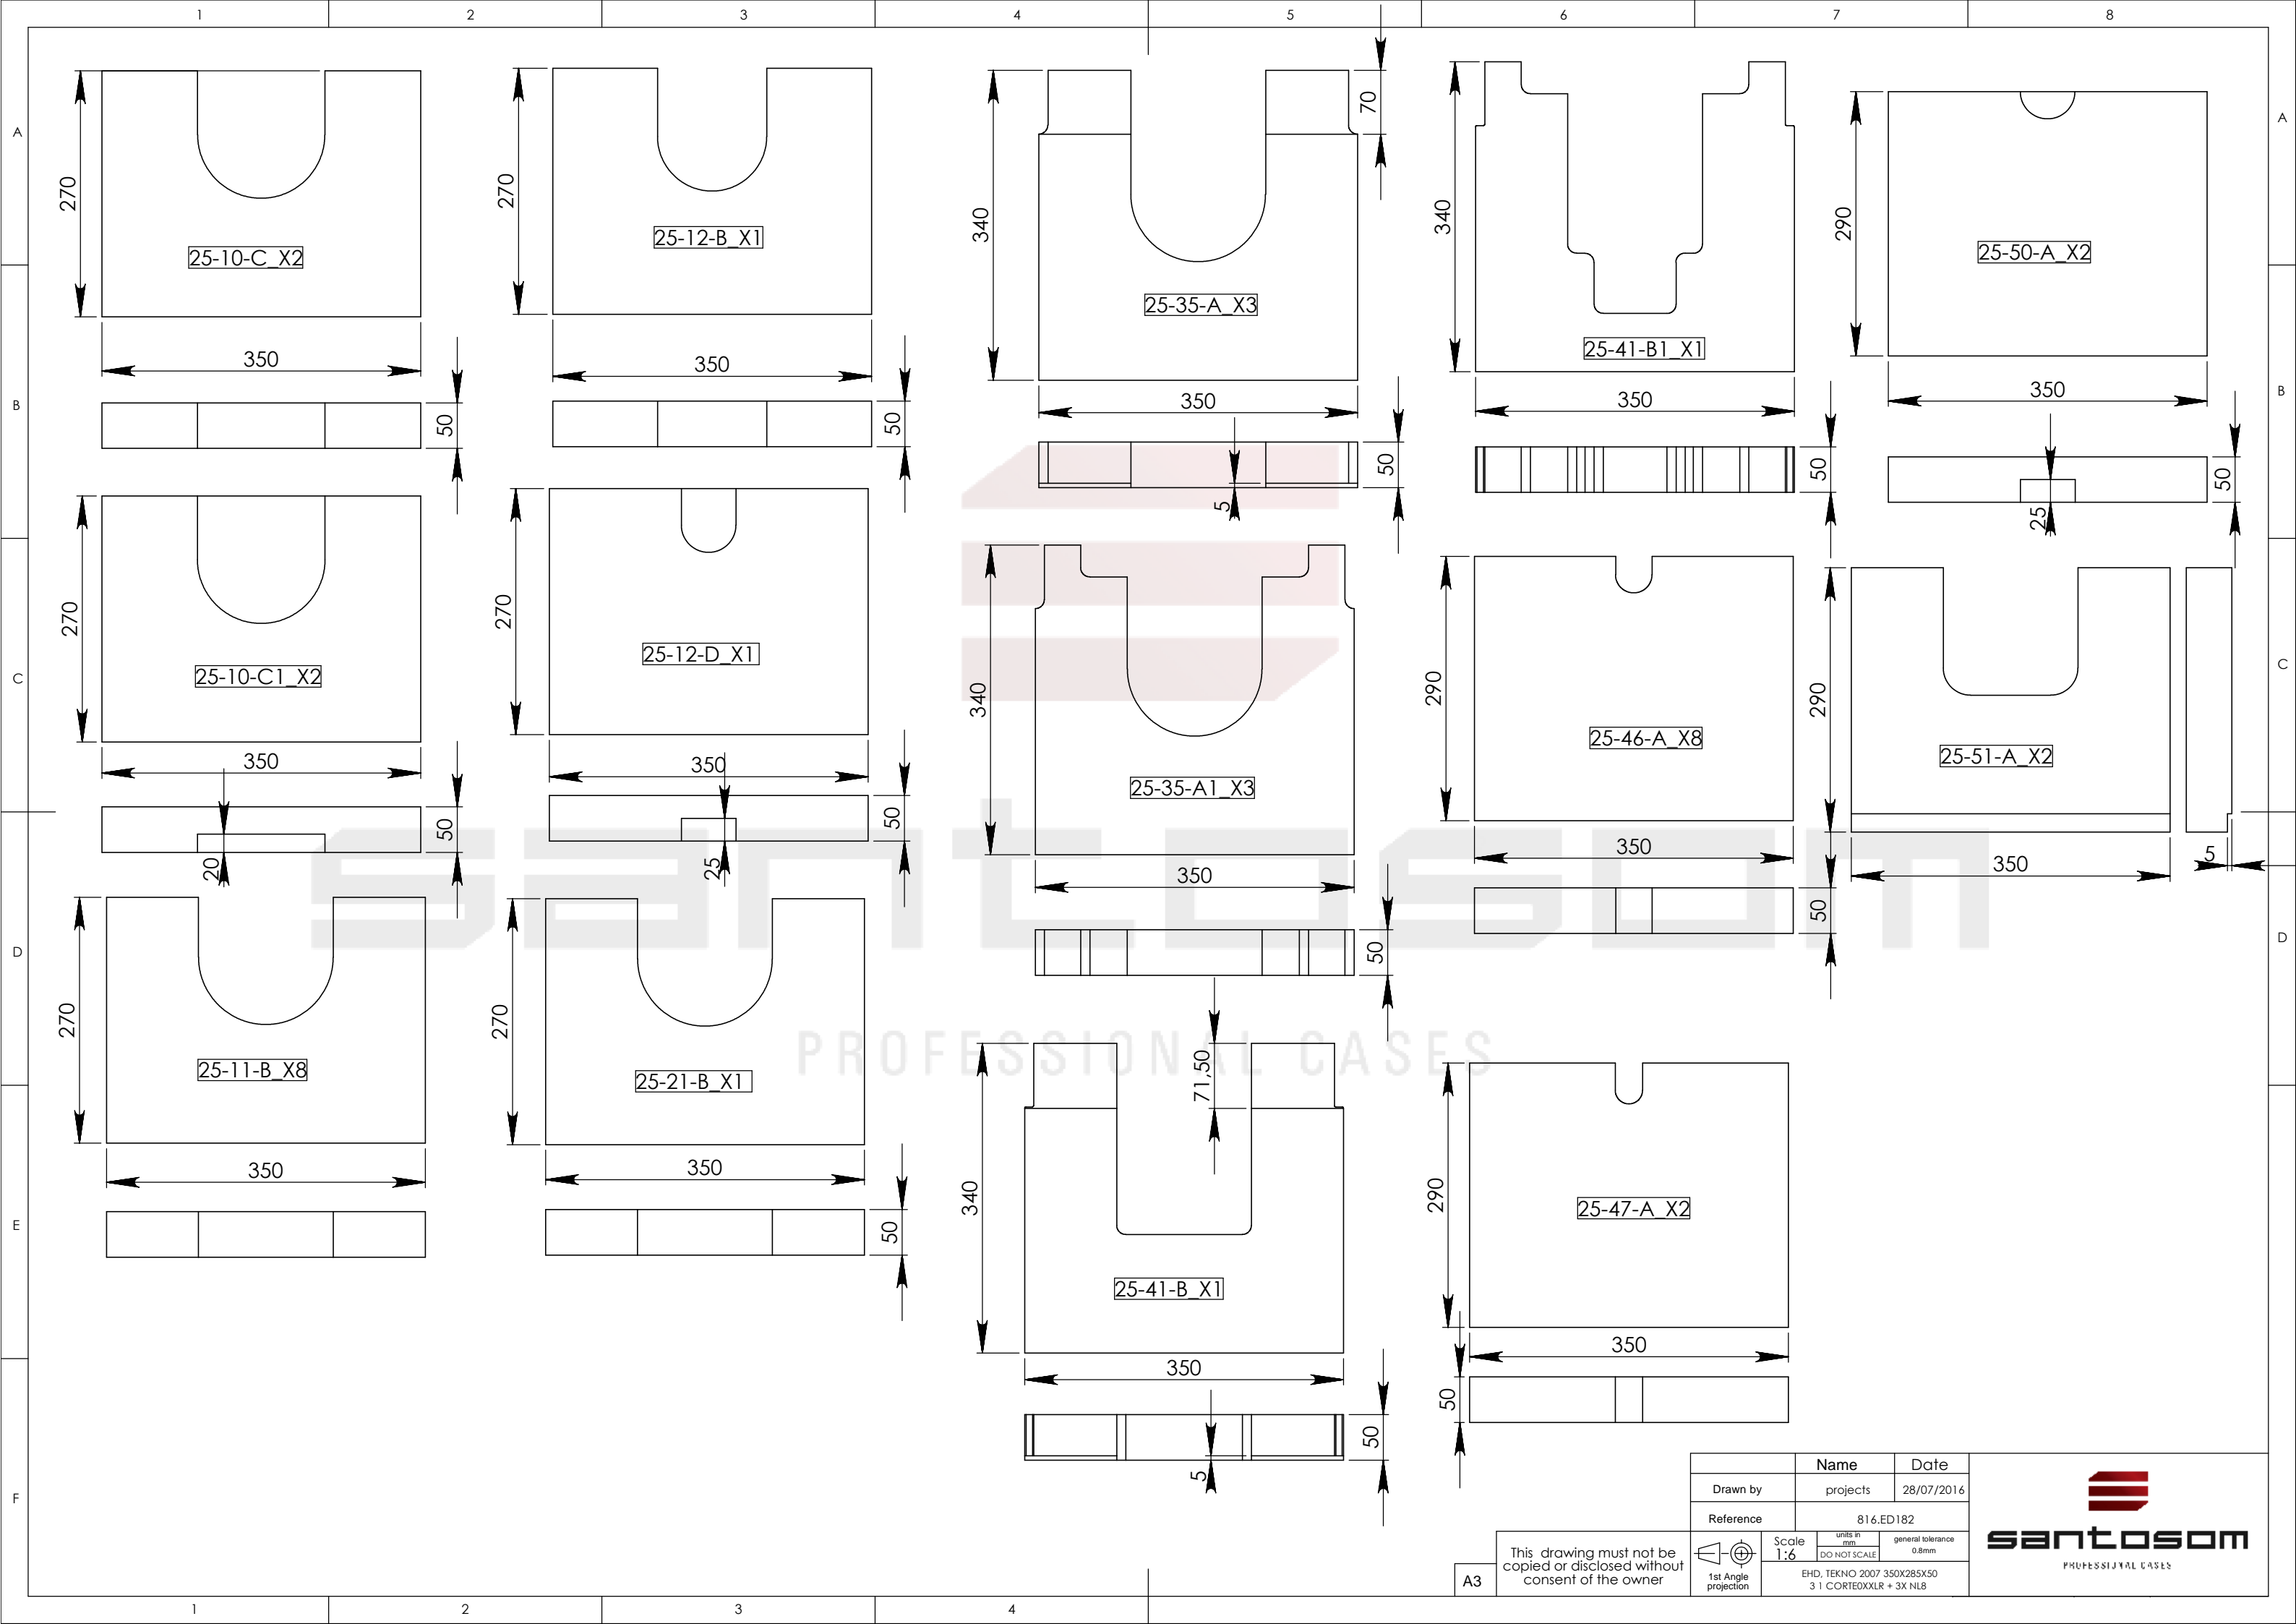 1 2 3 4 5 6 7 8
A A
270
25-10-C_X2
350
50
270
25-12-B_X1
350
50
340
70
25-35-A_X3
350
50
5
340
25-41-B1_X1
350
50
290
25-50-A_X2
350
50
25
B B
270
25-10-C1_X2
350
50
20
270
25-12-D_X1
350
50
25
340
25-35-A1_X3
350
50
290
25-46-A_X8
350
50
290
25-51-A_X2
350
5
C C
santosom
PROFESSIONAL CASES
D D
270
25-11-B_X8
350
270
25-21-B_X1
350
50
340
71,50
25-41-B_X1
350
50
5
290
25-47-A_X2
350
50
E
F
Name Date
Drawn by projects 28/07/2016
Reference 816.ED182
Scale
1:6
units in
mm
DO NOT SCALE
general tolerance
0.8mm
1st Angle
projection
EHD, TEKNO 2007 350X285X50
3 1 CORTE0XXLR + 3X NL8
A3
This drawing must not be
copied or disclosed without
consent of the owner
santosom
PROFESSIONAL CASES
1 2 3 4